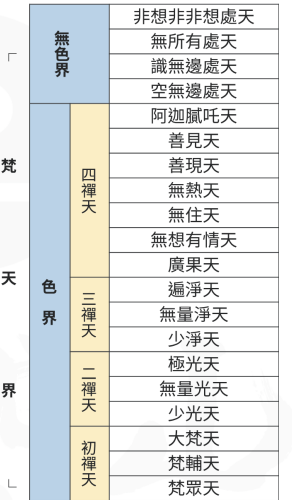 梵天界
無色界
非想非非想處天
無所有處天
識無邊處天
空無邊處天
色界
四禪天
阿迦膩吒天
善見天
善現天
無熱天
無住天
無想有情天
廣果天
三禪天
遍淨天
無量淨天
少淨天
二禪天
極光天
無量光天
少光天
初禪天
大梵天
梵輔天
梵眾天